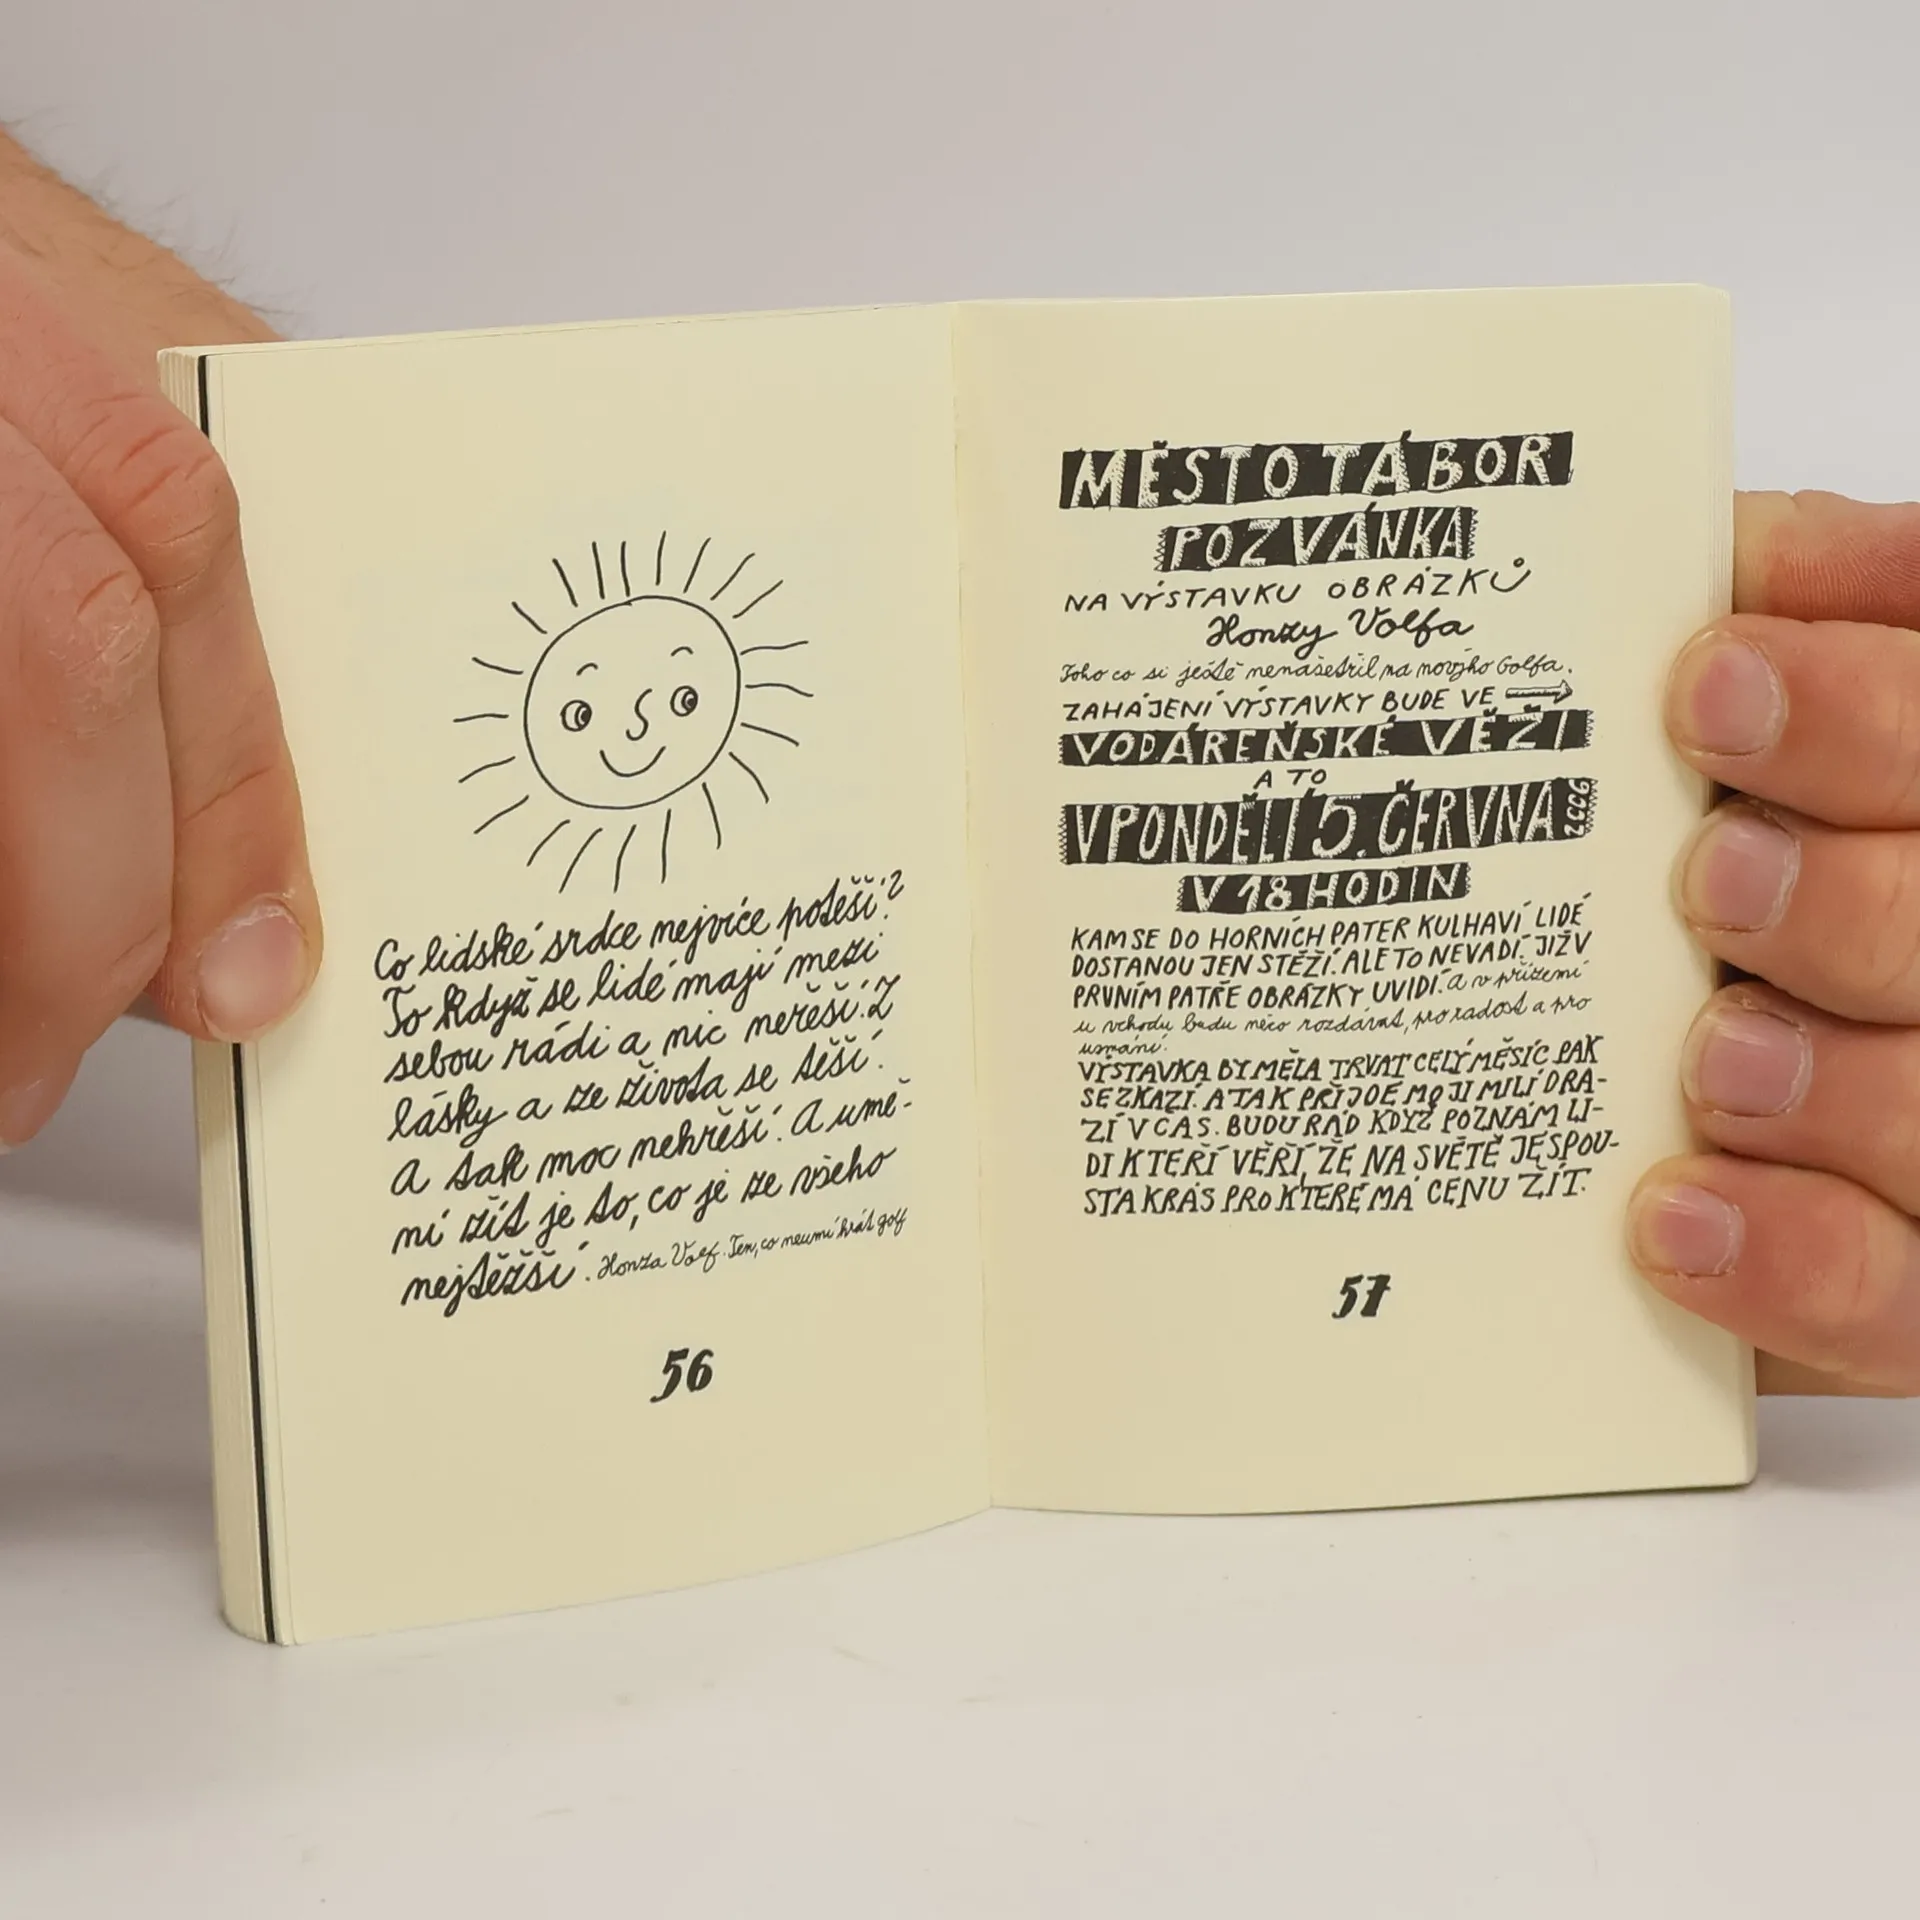 Co lidské srdce nejvíce potěší?
To když se lidé mají mezi
sebou rádi a nic neřeší. Z
lásky a ze života se těší.
A tak moc nehřeší. A umě-
ní žít je to, co je ze všeho
nejtěžší. Honza Volf. Ten, co neumí hrát golf
56
MĚSTO TÁBOR
POZVÁNKA
NA VÝSTAVKU OBRÁZKŮ
Honzy Volfa
Toho co si ještě nenašetřil na novýho Golfa.
ZAHÁJENÍ VÝSTAVKY BUDE VE
VODÁREŇSKÉ VĚŽI
A TO
V PONDĚLÍ 5. ČERVNA 2006
V 18 HODIN
KAM SE DO HORNÍCH PATER KULHAVÍ LIDÉ
DOSTANOU JEN STĚŽÍ. ALE TO NEVADÍ. JIŽ V
PRVNÍM PATŘE OBRÁZKY UVIDÍ. a v přízemí
u vchodu budu něco rozdávat, pro radost a pro
usmání.
VÝSTAVKA BY MĚLA TRVAT CELÝ MĚSÍC PAK
SE ZKAZÍ. A TAK PŘIJDE MOJI MILÍ DRA-
ZÍ VČAS. BUDU RÁD KDYŽ POZNÁM LI-
DI KTEŘÍ VĚŘÍ, ŽE NA SVĚTĚ JE SPOU-
STA KRÁS PRO KTERÉ MÁ CENU ŽÍT.
57